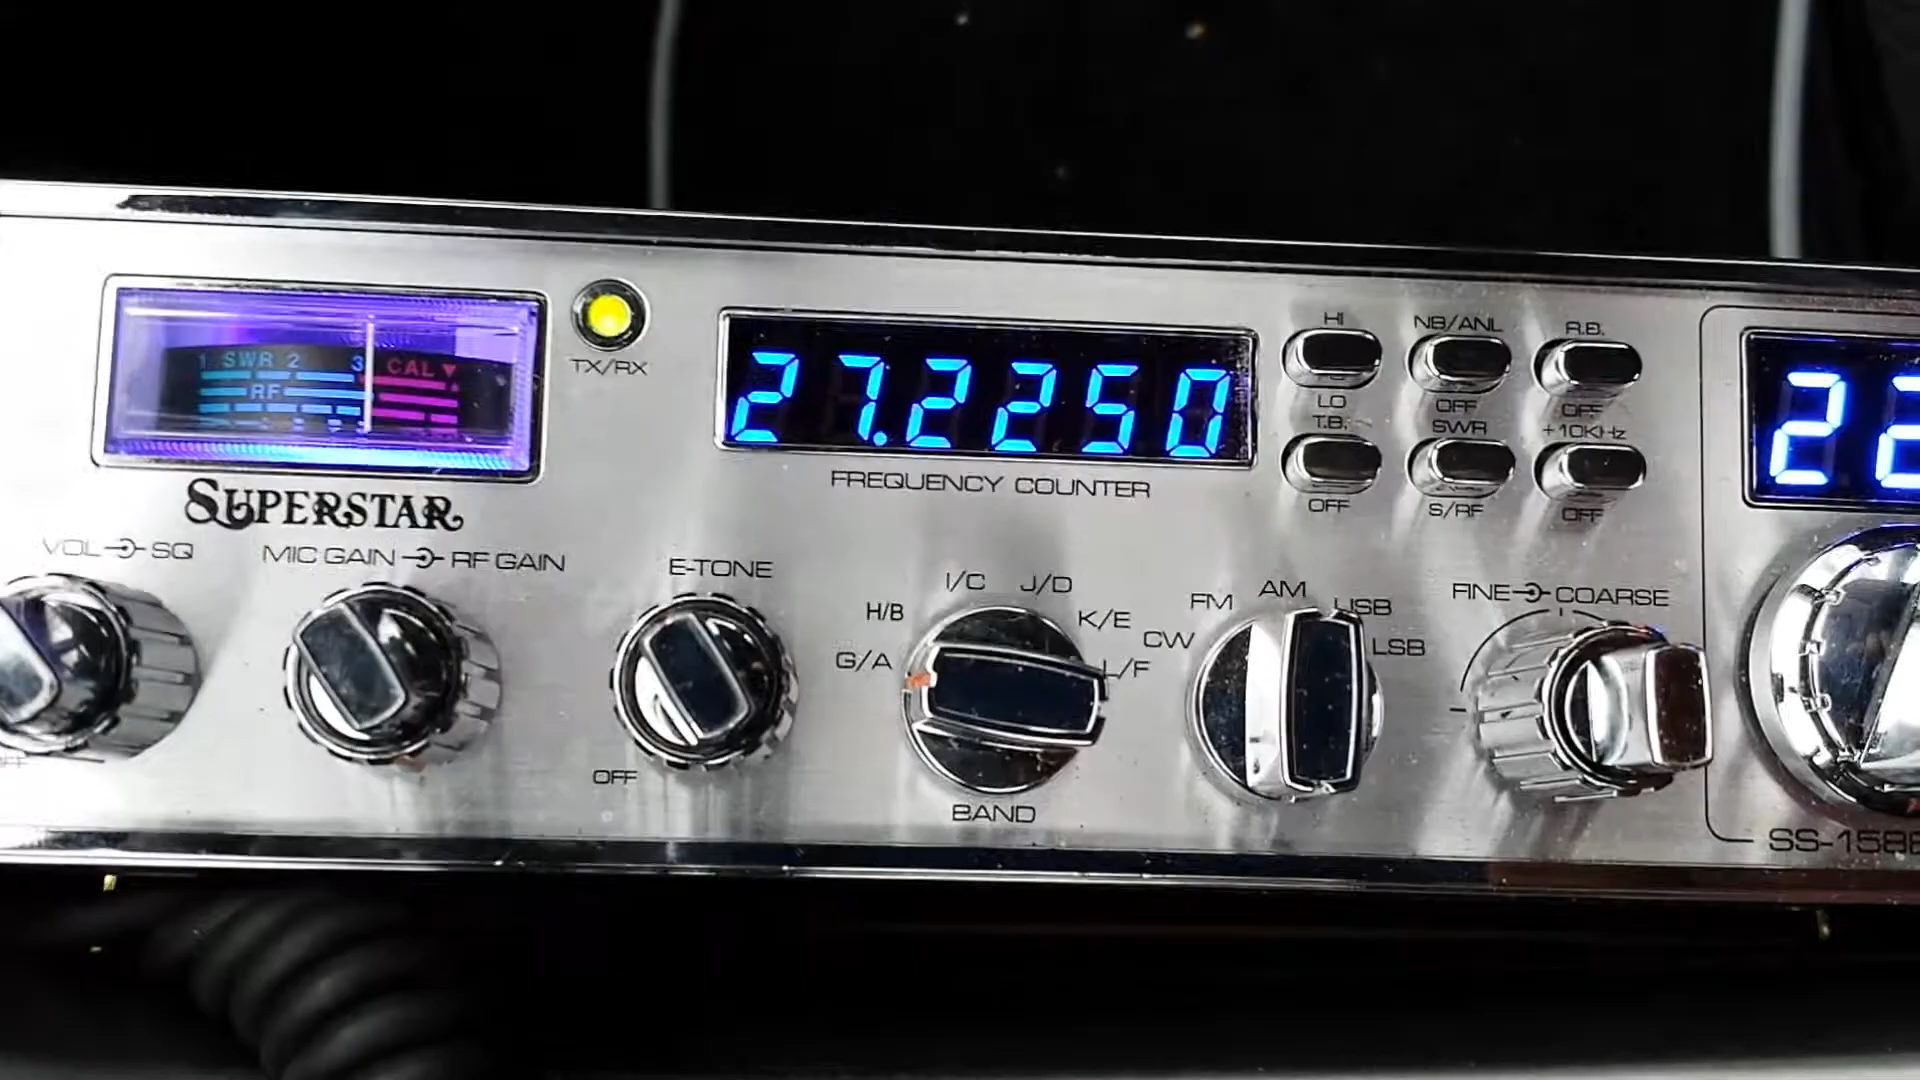 1 SWR 2 3 CAL
RF
TX/RX
SUPERSTAR
27.2250
FREQUENCY COUNTER
HI NB/ANL R.B.
LO OFF OFF
T.B. SWR +10KHz
OFF S/RF OFF
VOL SQ
MIC GAIN RF GAIN
E-TONE
OFF
G/A H/B I/C J/D K/E L/F
BAND
CW FM AM USB LSB
FINE COARSE